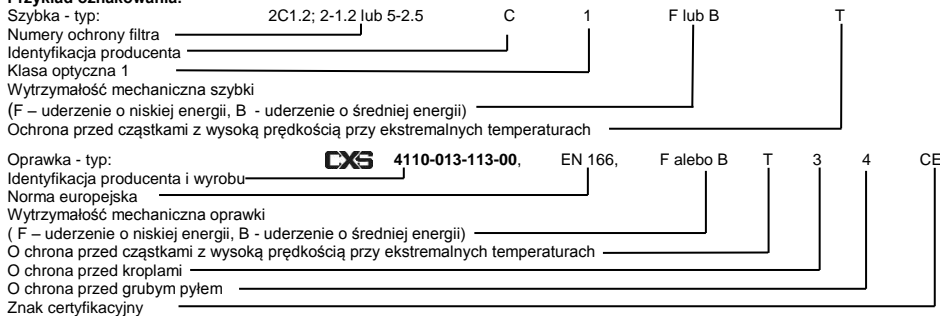 Przykład oznakowania:
Szybka - typ: 2C1.2; 2-1.2 lub 5-2.5 C 1 F lub B T
Numery ochrony filtra
Identyfikacja producenta
Klasa optyczna 1
Wytrzymałość mechaniczna szybki
(F – uderzenie o niskiej energii, B - uderzenie o średniej energii)
Ochrona przed cząstkami z wysoką prędkością przy ekstremalnych temperaturach
Oprawka - typ: CXS 4110-013-113-00, EN 166, F alebo B T 3 4 CE
Identyfikacja producenta i wyrobu
Norma europejska
Wytrzymałość mechaniczna oprawki
( F – uderzenie o niskiej energii, B - uderzenie o średniej energii)
O chrona przed cząstkami z wysoką prędkością przy ekstremalnych temperaturach
O chrona przed kroplami
O chrona przed grubym pyłem
Znak certyfikacyjny